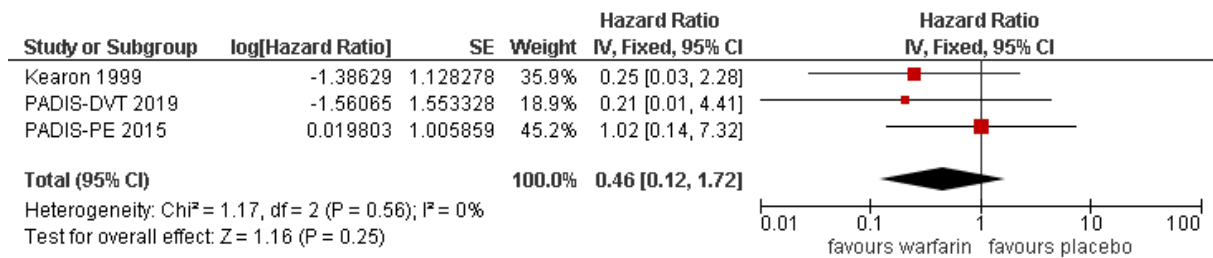 Hazard Ratio Hazard Ratio
Study or Subgroup log[Hazard Ratio] SE Weight IV, Fixed, 95% CI IV, Fixed, 95% CI
Kearon 1999 -1.38629 1.128278 35.9% 0.25 [0.03, 2.28]
PADIS-DVT 2019 -1.56065 1.553328 18.9% 0.21 [0.01, 4.41]
PADIS-PE 2015 0.019803 1.005859 45.2% 1.02 [0.14, 7.32]
Total (95% CI) 100.0% 0.46 [0.12, 1.72]
Heterogeneity: Chi² = 1.17, df = 2 (P = 0.56); I² = 0%
Test for overall effect: Z = 1.16 (P = 0.25)
0.01 0.1 1 10 100
favours warfarin favours placebo